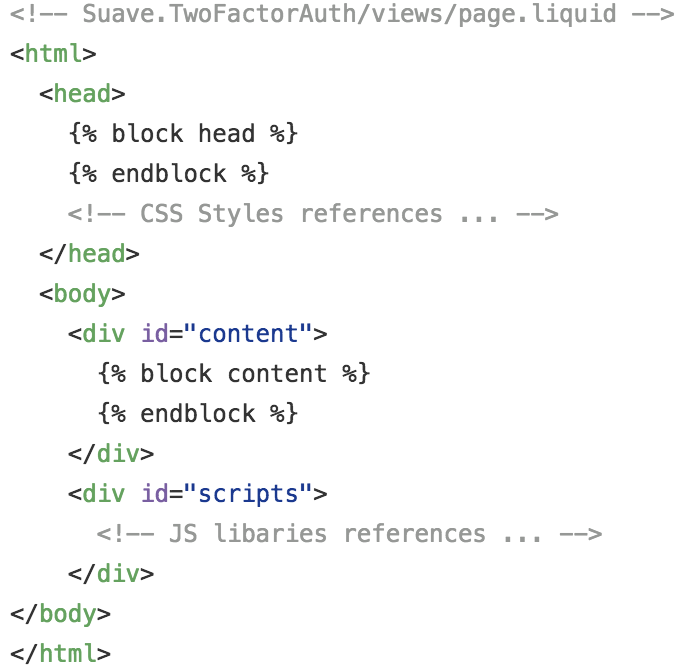 <!-- Suave.TwoFactorAuth/views/page.liquid -->
<html>
  <head>
    {% block head %}
    {% endblock %}
    <!-- CSS Styles references ... -->
  </head>
  <body>
    <div id="content">
      {% block content %}
      {% endblock %}
    </div>
    <div id="scripts">
      <!-- JS libaries references ... -->
    </div>
</body>
</html>